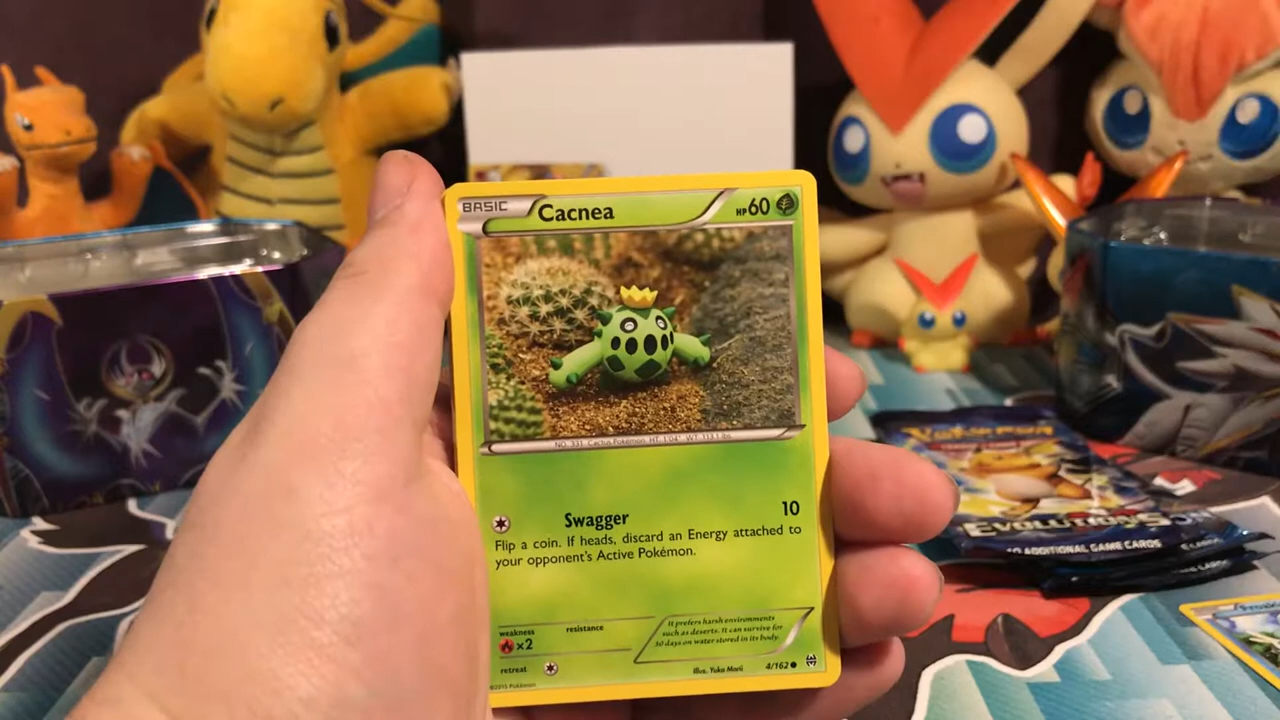 BASIC Cacnea HP 60
NO. 331 Cactus Pokémon HT: 1'04" WT: 113.1 lbs.
Swagger 10
Flip a coin. If heads, discard an Energy attached to
your opponent's Active Pokémon.
weakness resistance
×2
retreat
It prefers harsh environments
such as deserts. It can survive for
30 days on water stored in its body.
Illus. Yuka Morii 4/162
©2015 Pokémon
POKÉMON
EVOLUTIONS
10 ADDITIONAL GAME CARDS